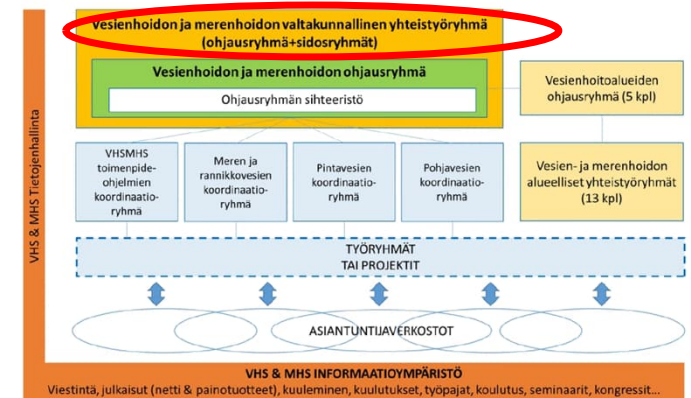 Vesienhoidon ja merenhoidon valtakunnallinen yhteistyöryhmä
(ohjausryhmä+sidosryhmät)
Vesienhoidon ja merenhoidon ohjausryhmä
Ohjausryhmän sihteeristö
Vesienhoitoalueiden
ohjausryhmä (5 kpl)
VHSMHS
toimenpide-
ohjelmien
koordinaatio-
ryhmä
Meren ja
rannikkovesien
koordinaatio-
ryhmä
Pintavesien
koordinaatio-
ryhmä
Pohjavesien
koordinaatio-
ryhmä
Vesien- ja merenhoidon
alueelliset yhteistyöryhmät
(13 kpl)
VHS & MHS Tietojenhallinta
TYÖRYHMÄT
TAI PROJEKTIT
ASIANTUNTIJAVERKOSTOT
VHS & MHS INFORMAATIOYMPÄRISTÖ
Viestintä, julkaisut (netti & painotuotteet), kuuleminen, kuulutukset, työpajat, koulutus, seminaarit, kongressit...